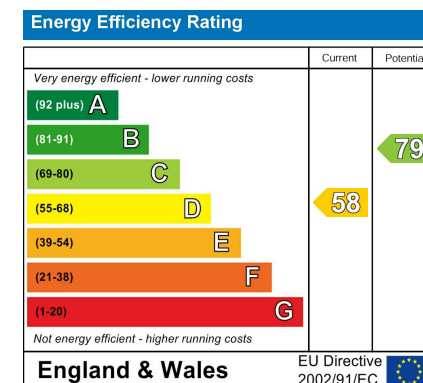 Energy Efficiency Rating
Current Potentia
Very energy efficient - lower running costs
(92 plus) A
(81-91) B
(69-80) C
(55-68) D
(39-54) E
(21-38) F
(1-20) G
58
79
Not energy efficient - higher running costs
England & Wales
EU Directive
2002/91/EC